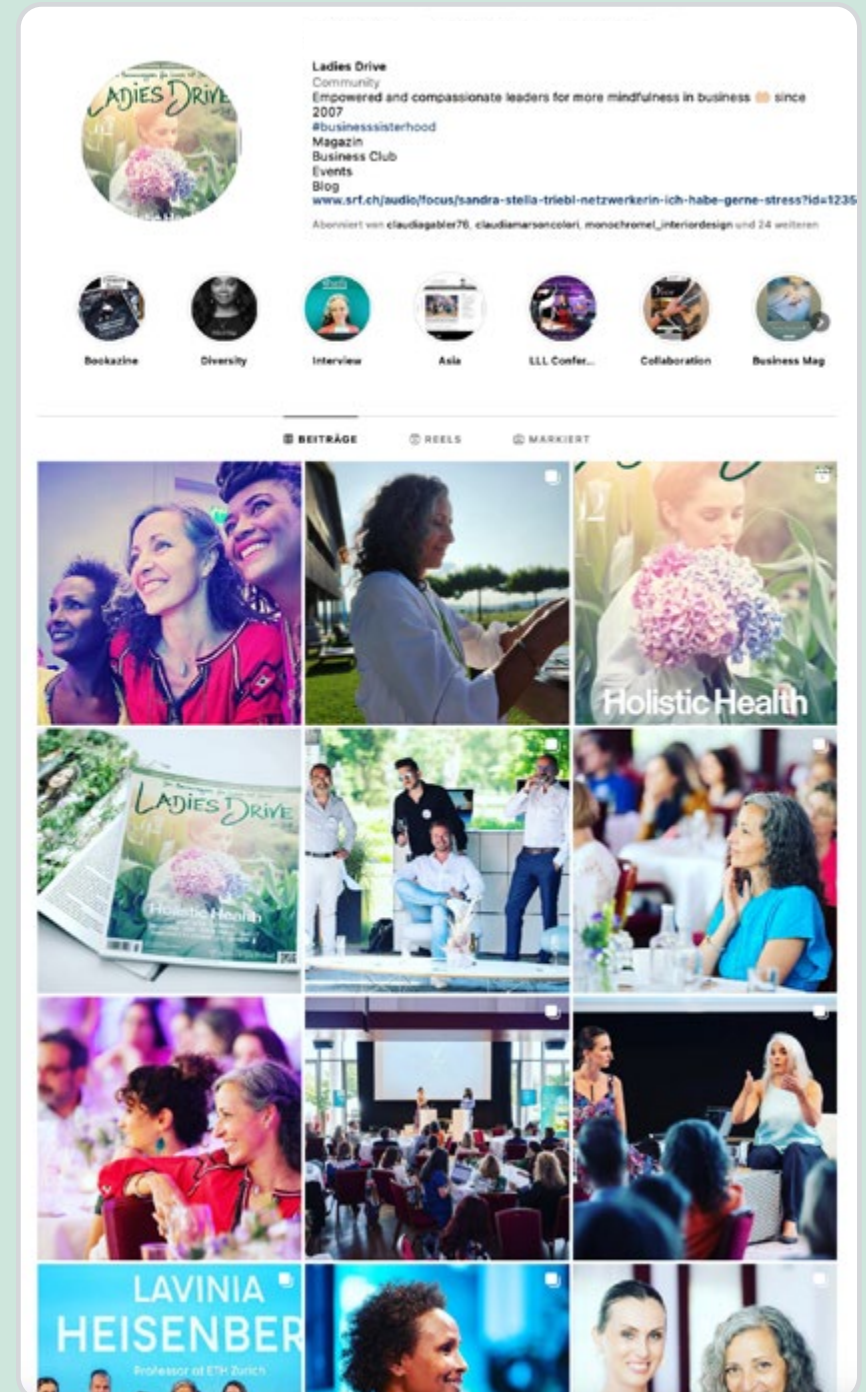 LADIES DRIVE
Ladies Drive
Community
Empowered and compassionate leaders for more mindfulness in business 🤲🏼 since
2007
#businesssisterhood
Magazin
Business Club
Events
Blog
www.srf.ch/audio/focus/sandra-stella-triebl-netzwerkerin-ich-habe-gerne-stress?id=1235
Abonniert von claudiagabler76, claudiamarsoncolori, monochromel_interiordesign und 24 weiteren
Bookazine
Diversity
Interview
Asia
LLL Confer...
Collaboration
Business Mag
BEITRÄGE
REELS
MARKIERT
Holistic Health
LADIES DRIVE
Holistic Health
LAVINIA
HEISENBER
Professor at ETH Zurich